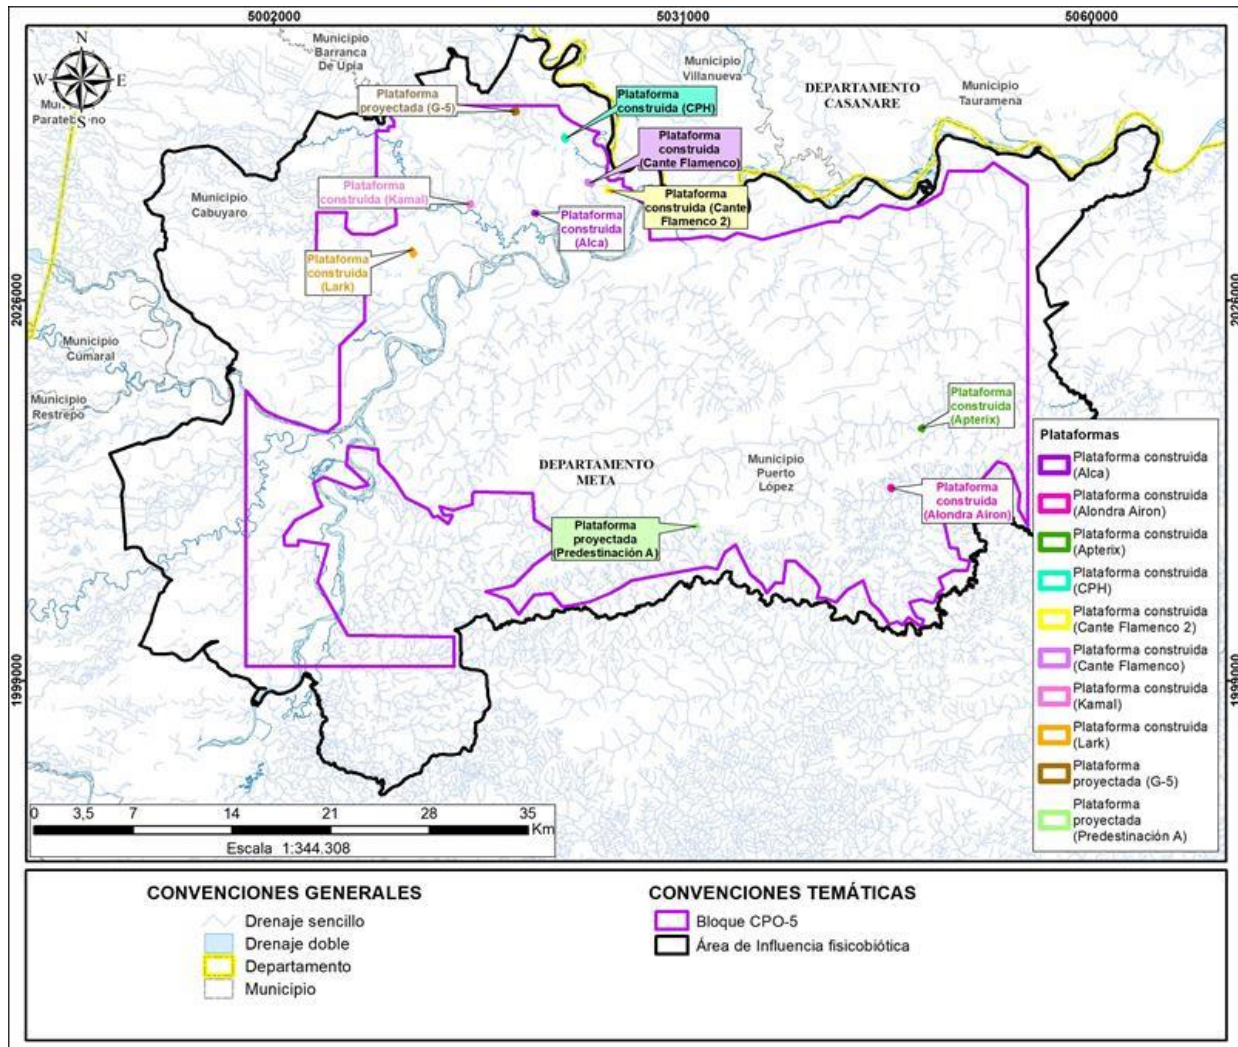 5002000
5031000
5060000
N
W
E
S
Municipio
Barranca
De Upía
Municipio
Villanueva
DEPARTAMENTO
CASANARE
Municipio
Tauramena
Plataforma
proyectada (G-5)
Plataforma
construida (CPH)
Plataforma
construida
(Cante Flamenco)
Municipio
Cabuyaro
Plataforma
construida (Kamal)
Plataforma
construida (Cante
Flamenco 2)
Plataforma
construida
(Alca)
Plataforma
construida
(Lark)
2026000
2026000
Municipio
Cumaral
Municipio
Restrepo
Plataforma
construida
(Apterix)
DEPARTAMENTO
META
Municipio
Puerto
López
Plataforma
construida
(Alondra Airon)
Plataforma
proyectada
(Predestinación A)
1999000
1999000
Plataformas
Plataforma construida
(Alca)
Plataforma construida
(Alondra Airon)
Plataforma construida
(Apterix)
Plataforma construida
(CPH)
Plataforma construida
(Cante Flamenco 2)
Plataforma construida
(Cante Flamenco)
Plataforma construida
(Kamal)
Plataforma construida
(Lark)
Plataforma
proyectada (G-5)
Plataforma
proyectada
(Predestinación A)
0 3,5 7 14 21 28 35
Km
Escala 1:344.308
CONVENCIONES GENERALES
Drenaje sencillo
Drenaje doble
Departamento
Municipio
CONVENCIONES TEMÁTICAS
Bloque CPO-5
Área de Influencia fisicobiótica